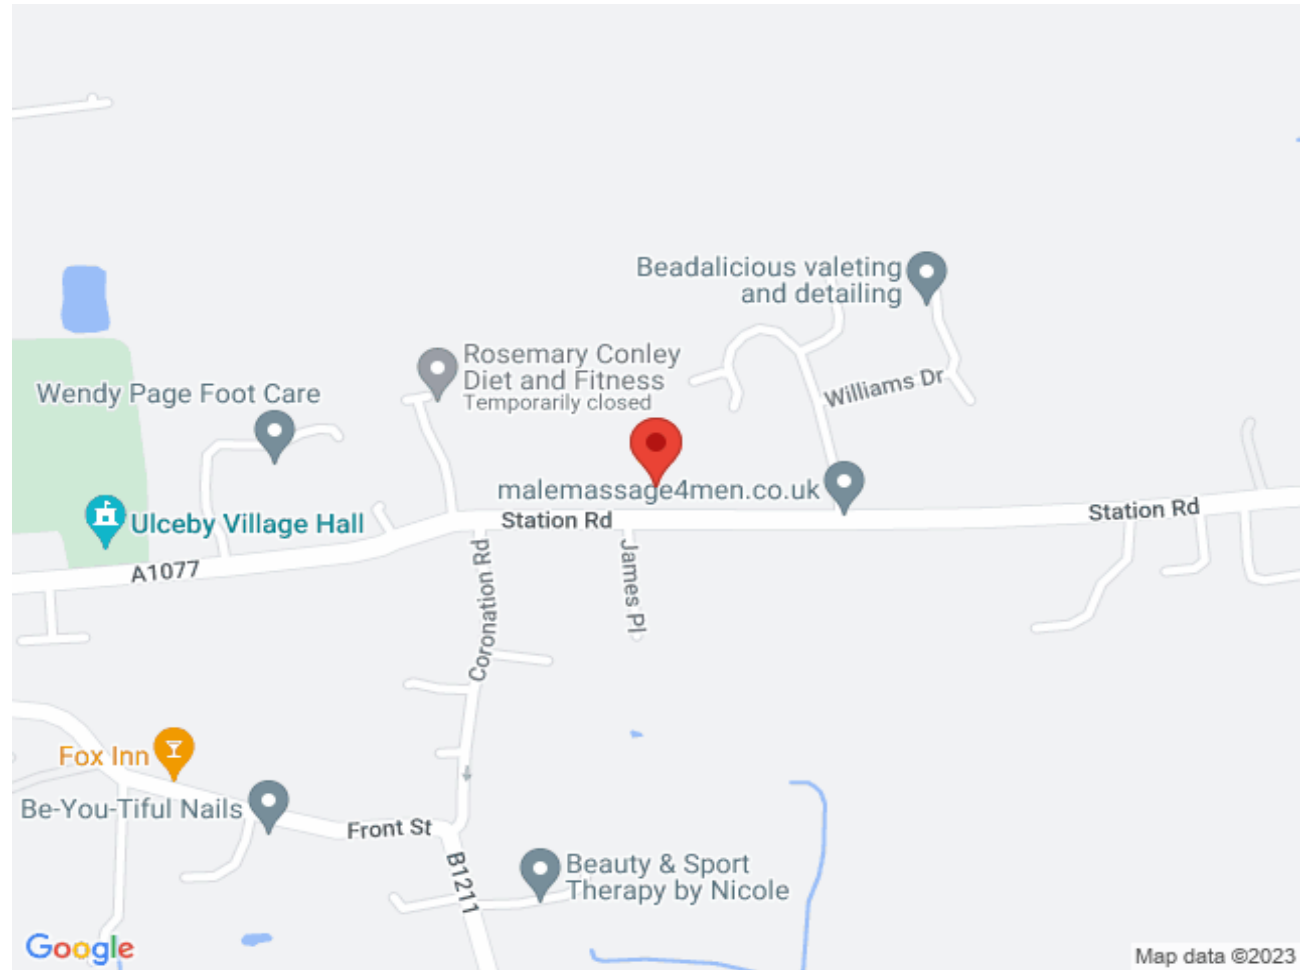 Beadalicious valeting
and detailing
Rosemary Conley
Diet and Fitness
Temporarily closed
Wendy Page Foot Care
Williams Dr
malemassage4men.co.uk
Ulceby Village Hall
Station Rd
Station Rd
A1077
Coronation Rd
James Pl
Fox Inn
Be-You-Tiful Nails
Front St
B1211
Beauty & Sport
Therapy by Nicole
Google
Map data ©2023